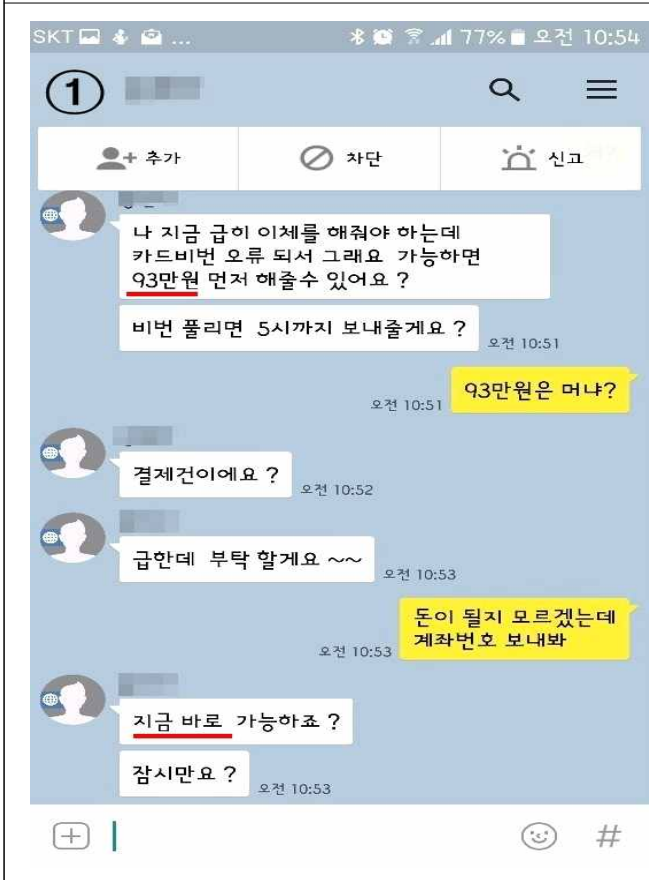 SKT ... 77% 오전 10:54
①
추가 차단 신고
나 지금 급히 이체를 해줘야 하는데
카드비번 오류 되서 그래요 가능하면
93만원 먼저 해줄수 있어요 ?
비번 풀리면 5시까지 보내줄게요 ?
오전 10:51
93만원은 머냐?
오전 10:51
결제건이에요 ?
오전 10:52
급한데 부탁 할게요 ~~
오전 10:53
돈이 될지 모르겠는데
계좌번호 보내봐
오전 10:53
지금 바로 가능하죠 ?
잠시만요 ?
오전 10:53
#